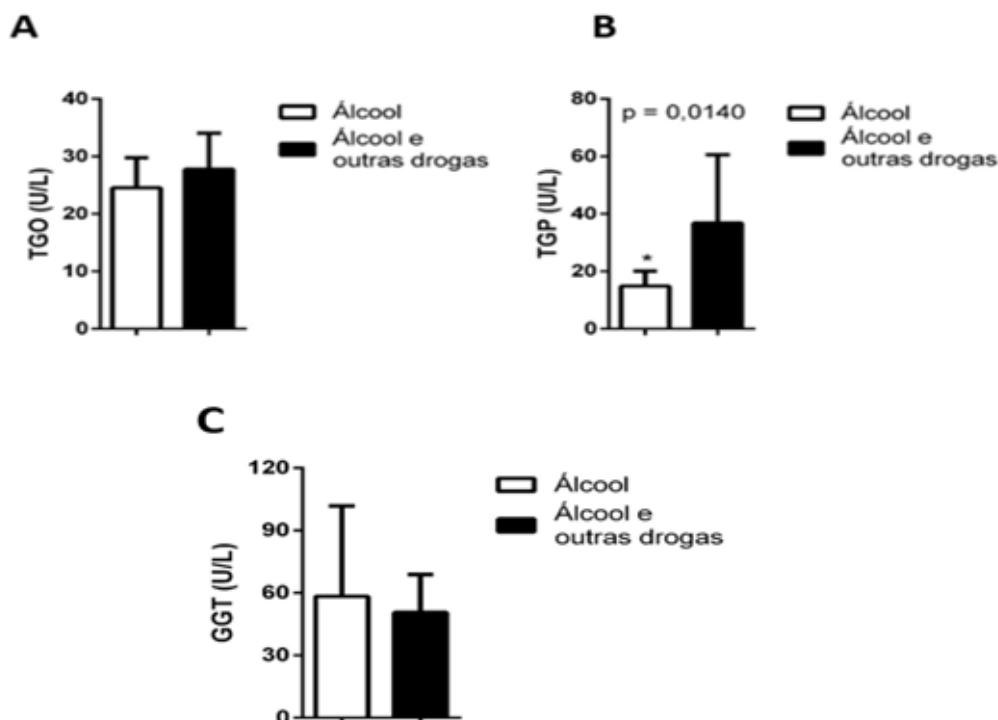 A
40
30
20
10
0
TGO (U/L)
Álcool
Álcool e
outras drogas
B
80
60
40
20
0
TGP (U/L)
p = 0,0140
*
Álcool
Álcool e
outras drogas
C
120
90
60
30
0
GGT (U/L)
Álcool
Álcool e
outras drogas